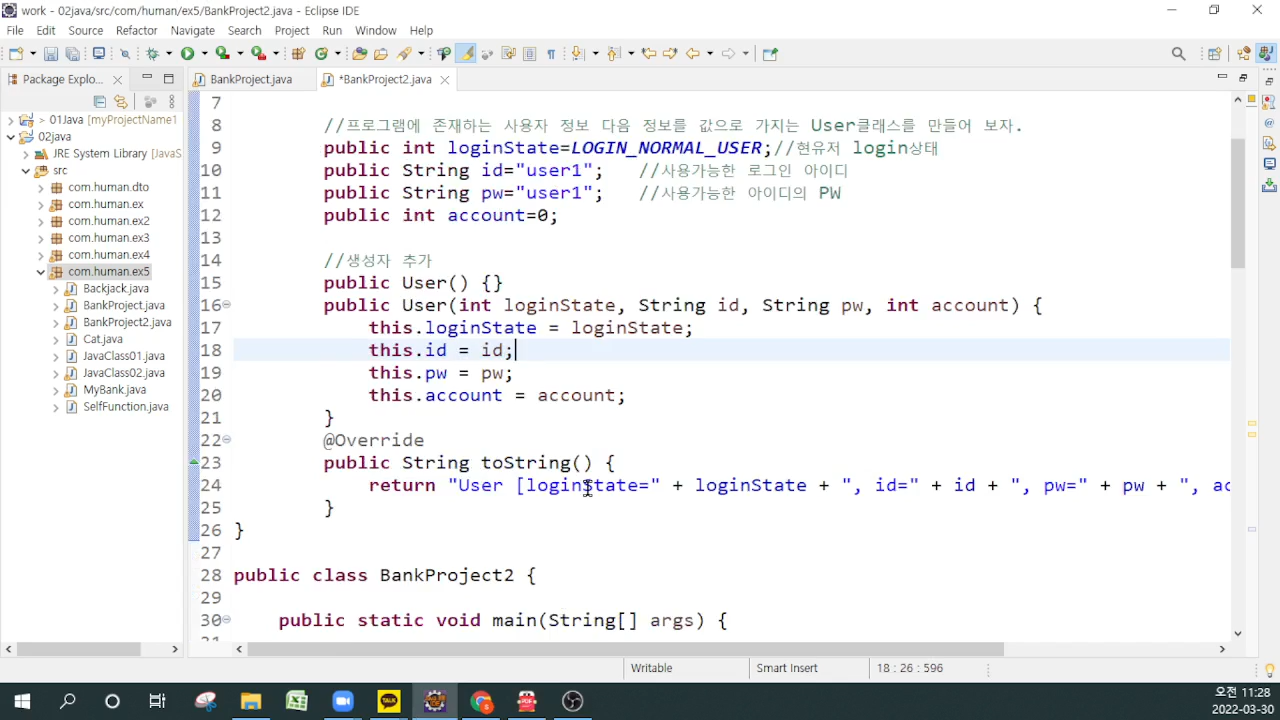 work - 02java/src/com/human/ex5/BankProject2.java - Eclipse IDE
File Edit Source Refactor Navigate Search Project Run Window Help
Package Explo...
BankProject.java
*BankProject2.java
> 01Java [myProjectName1
02java
JRE System Library [JavaS
src
com.human.dto
com.human.ex
com.human.ex2
com.human.ex3
com.human.ex4
com.human.ex5
Backjack.java
BankProject.java
BankProject2.java
Cat.java
JavaClass01.java
JavaClass02.java
MyBank.java
SelfFunction.java
7
8 //프로그램에 존재하는 사용자 정보 다음 정보를 값으로 가지는 User클래스를 만들어 보자.
9 public int loginState=LOGIN_NORMAL_USER;//현유저 login상태
10 public String id="user1"; //사용가능한 로그인 아이디
11 public String pw="user1"; //사용가능한 아이디의 PW
12 public int account=0;
13
14 //생성자 추가
15 public User() {}
16 public User(int loginState, String id, String pw, int account) {
17 this.loginState = loginState;
18 this.id = id;
19 this.pw = pw;
20 this.account = account;
21 }
22 @Override
23 public String toString() {
24 return "User [loginState=" + loginState + ", id=" + id + ", pw=" + pw + ", ac
25 }
26 }
27
28 public class BankProject2 {
29
30 public static void main(String[] args) {
31
Writable
Smart Insert
18 : 26 : 596
TALK
PDF
오전 11:28
2022-03-30